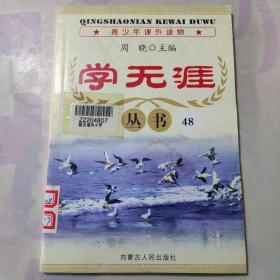 QINGSHAONIAN KEWAI DUWU
★ 青少年课外读物 ★
周 晓 ◇ 主编
学无涯
22204807
丛书 48
内蒙古人民出版社